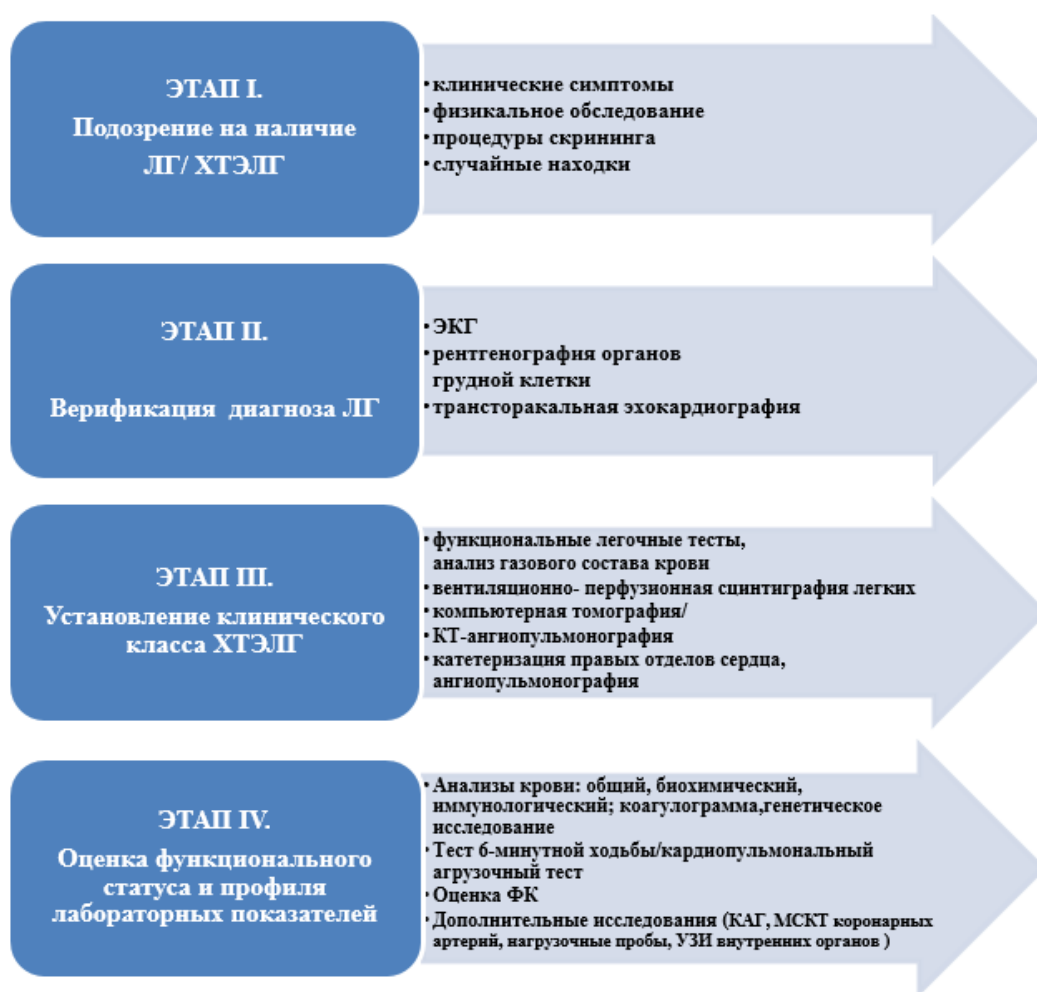 ЭТАП I.
Подозрение на наличие
ЛГ/ ХТЭЛГ
• клинические симптомы
• физикальное обследование
• процедуры скрининга
• случайные находки
ЭТАП II.
Верификация диагноза ЛГ
• ЭКГ
• рентгенография органов
грудной клетки
• трансторакальная эхокардиография
ЭТАП III.
Установление клинического
класса ХТЭЛГ
• функциональные легочные тесты,
анализ газового состава крови
• вентиляционно- перфузионная сцинтиграфия легких
• компьютерная томография/
• КТ-ангиопульмонография
• катетеризация правых отделов сердца,
ангиопульмонография
ЭТАП IV.
Оценка функционального
статуса и профиля
лабораторных показателей
• Анализы крови: общий, биохимический,
иммунологический; коагулограмма,генетическое
исследование
• Тест 6-минутной ходьбы/кардиопульмональный
агрузочный тест
• Оценка ФК
• Дополнительные исследования (КАГ, МСКТ коронарных
артерий, нагрузочные пробы, УЗИ внутренних органов )